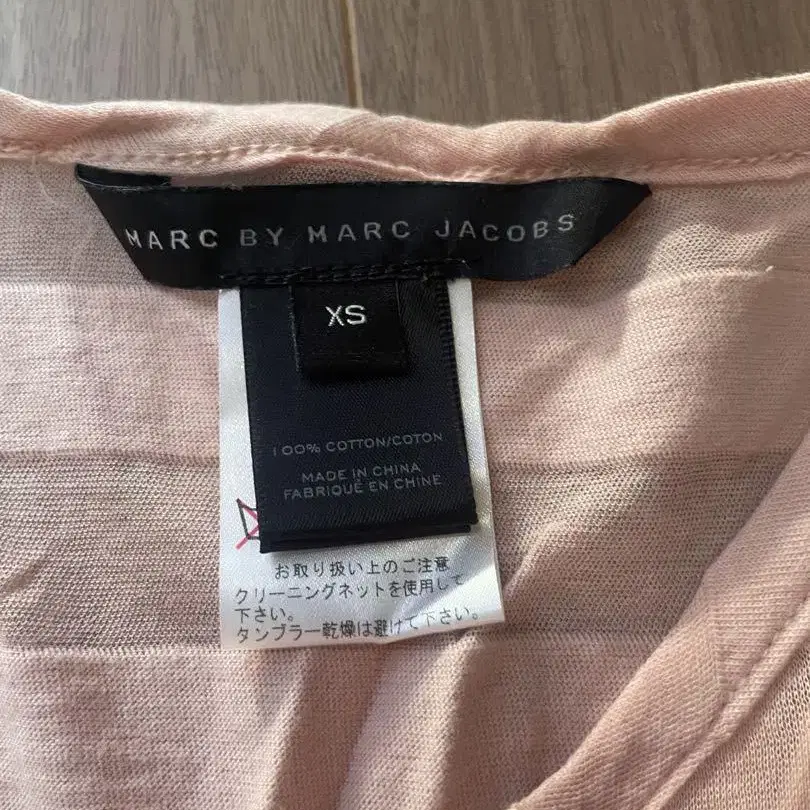 MARC BY MARC JACOBS
XS
100% COTTON/COTON
MADE IN CHINA
FABRIQUÉ EN CHINE
お取り扱い上のご注意
クリーニングネットを使用して
下さい。
タンブラー乾燥は避けて下さい。